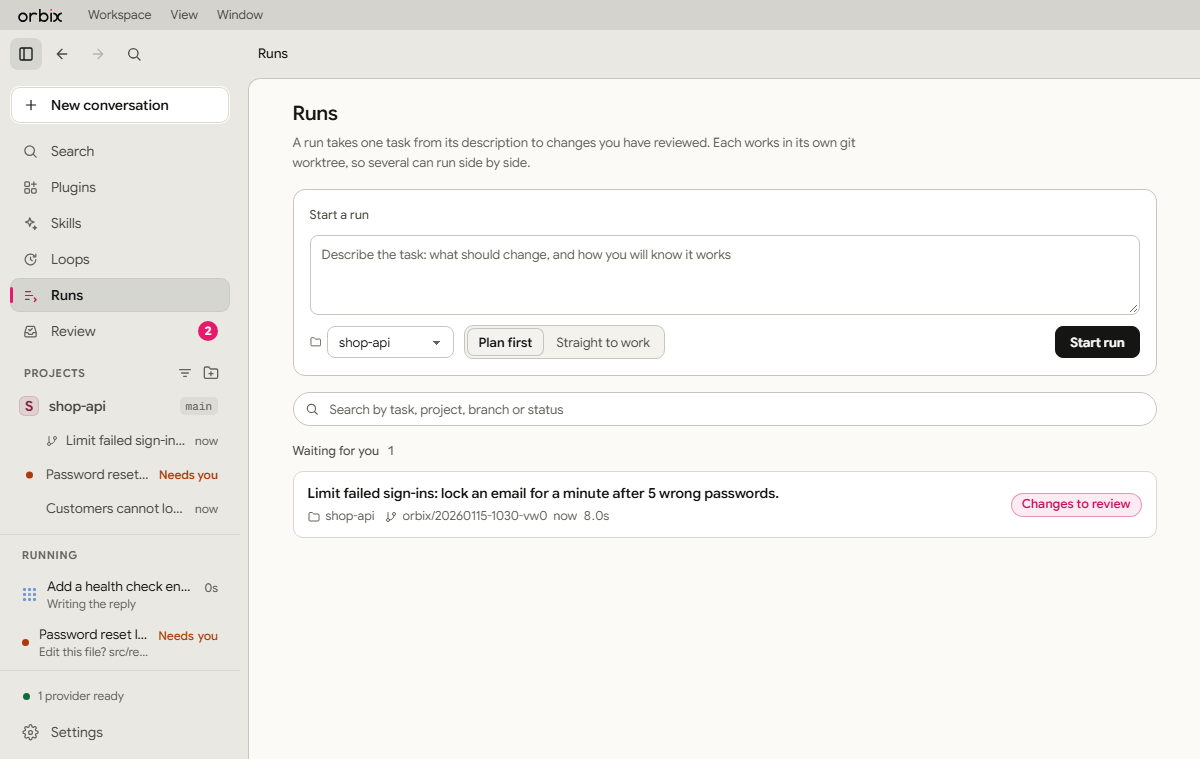 orbix Workspace View Window
Runs
New conversation
Search
Plugins
Skills
Loops
Runs
Review 2
PROJECTS
S shop-api main
Limit failed sign-in... now
Password reset... Needs you
Customers cannot lo... now
RUNNING
Add a health check en... 0s
Writing the reply
Password reset l... Needs you
Edit this file? src/re...
1 provider ready
Settings
Runs
A run takes one task from its description to changes you have reviewed. Each works in its own git
worktree, so several can run side by side.
Start a run
Describe the task: what should change, and how you will know it works
shop-api Plan first Straight to work Start run
Search by task, project, branch or status
Waiting for you 1
Limit failed sign-ins: lock an email for a minute after 5 wrong passwords.
shop-api orbix/20260115-1030-vw0 now 8.0s
Changes to review